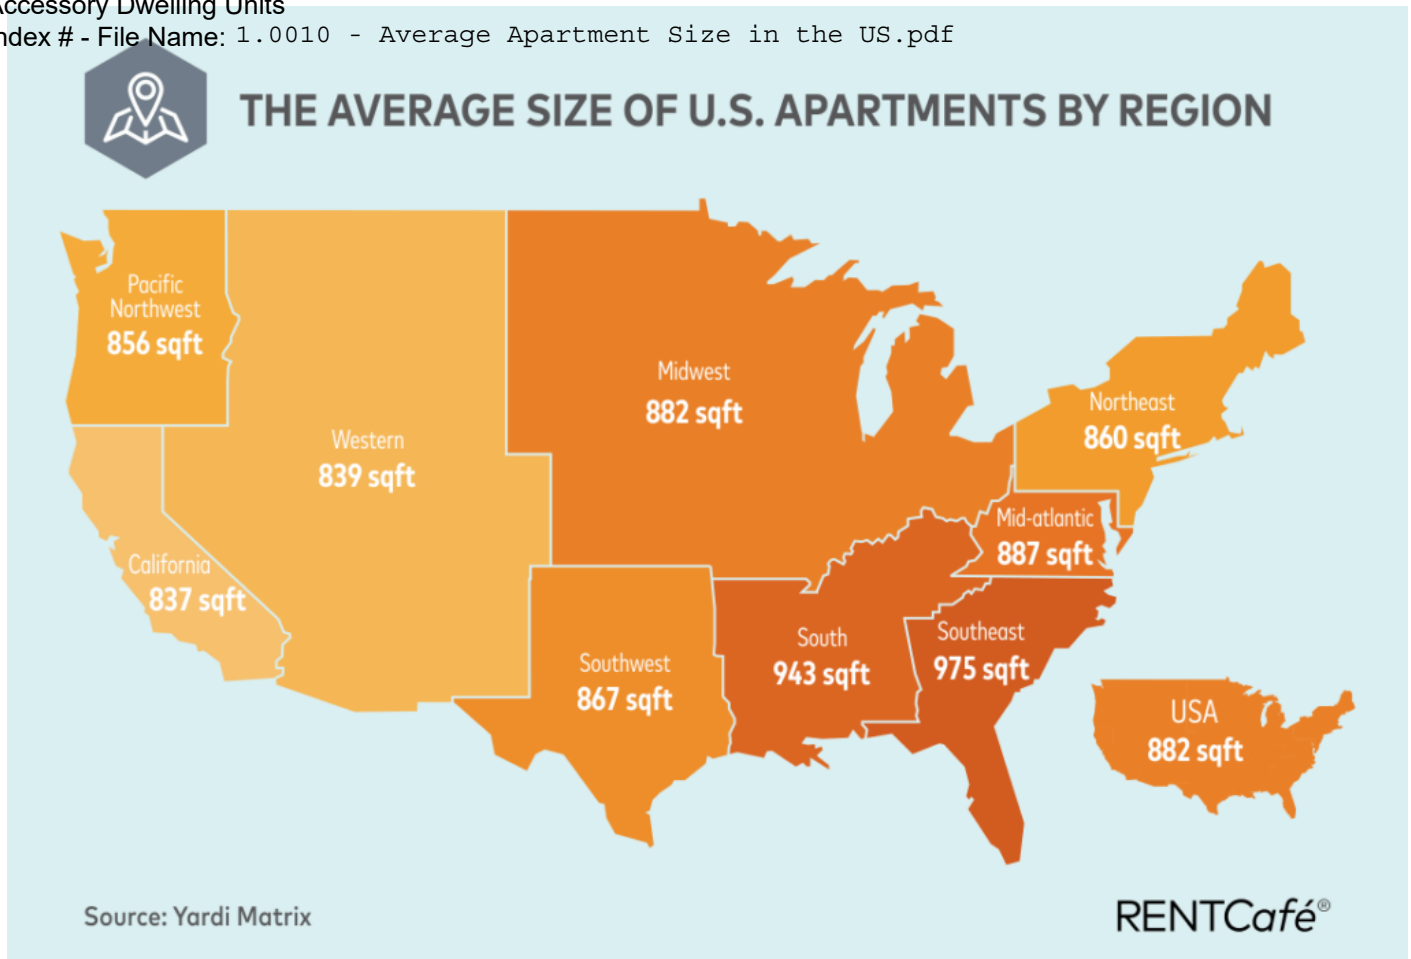 Accessory Dwelling Units
Index # - File Name: 1.0010 - Average Apartment Size in the US.pdf
THE AVERAGE SIZE OF U.S. APARTMENTS BY REGION
Pacific
Northwest
856 sqft
Midwest
882 sqft
Northeast
860 sqft
Western
839 sqft
Mid-atlantic
887 sqft
California
837 sqft
South
943 sqft
Southeast
975 sqft
Southwest
867 sqft
USA
882 sqft
Source: Yardi Matrix
RENTCafé®